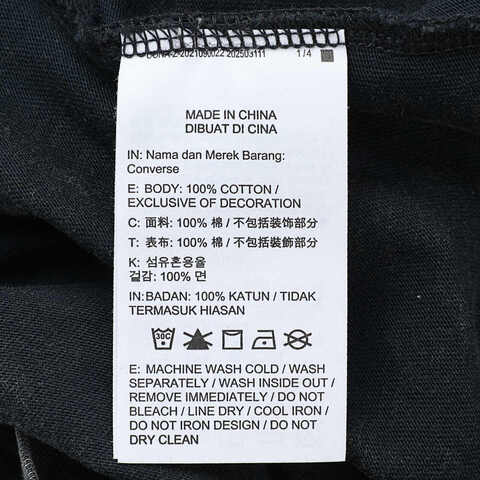 1/4
MADE IN CHINA
DIBUAT DI CINA
IN: Nama dan Merek Barang:
Converse
E: BODY: 100% COTTON /
EXCLUSIVE OF DECORATION
C: 面料: 100% 棉 / 不包括装饰部分
T: 表布: 100% 棉 / 不包括裝飾部分
K: 섬유혼용율
겉감: 100% 면
IN:BADAN: 100% KATUN / TIDAK
TERMASUK HIASAN
30C
E: MACHINE WASH COLD / WASH
SEPARATELY / WASH INSIDE OUT /
REMOVE IMMEDIATELY / DO NOT
BLEACH / LINE DRY / COOL IRON /
DO NOT IRON DESIGN / DO NOT
DRY CLEAN